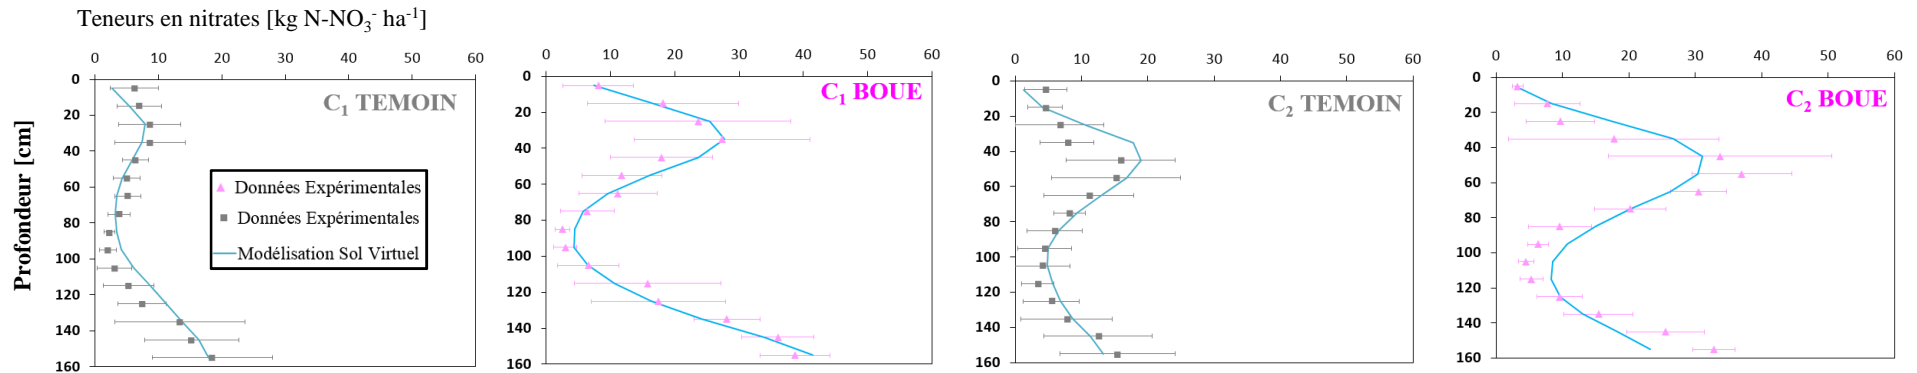 Teneurs en nitrates [kg N-NO₃⁻ ha⁻¹]
Profondeur [cm]
0 10 20 30 40 50 60
0
20
40
60
80
100
120
140
160
C₁ TEMOIN
Données Expérimentales
Données Expérimentales
Modélisation Sol Virtuel
0 10 20 30 40 50 60
0
20
40
60
80
100
120
140
160
C₁ BOUE
0 10 20 30 40 50 60
0
20
40
60
80
100
120
140
160
C₂ TEMOIN
0 10 20 30 40 50 60
0
20
40
60
80
100
120
140
160
C₂ BOUE